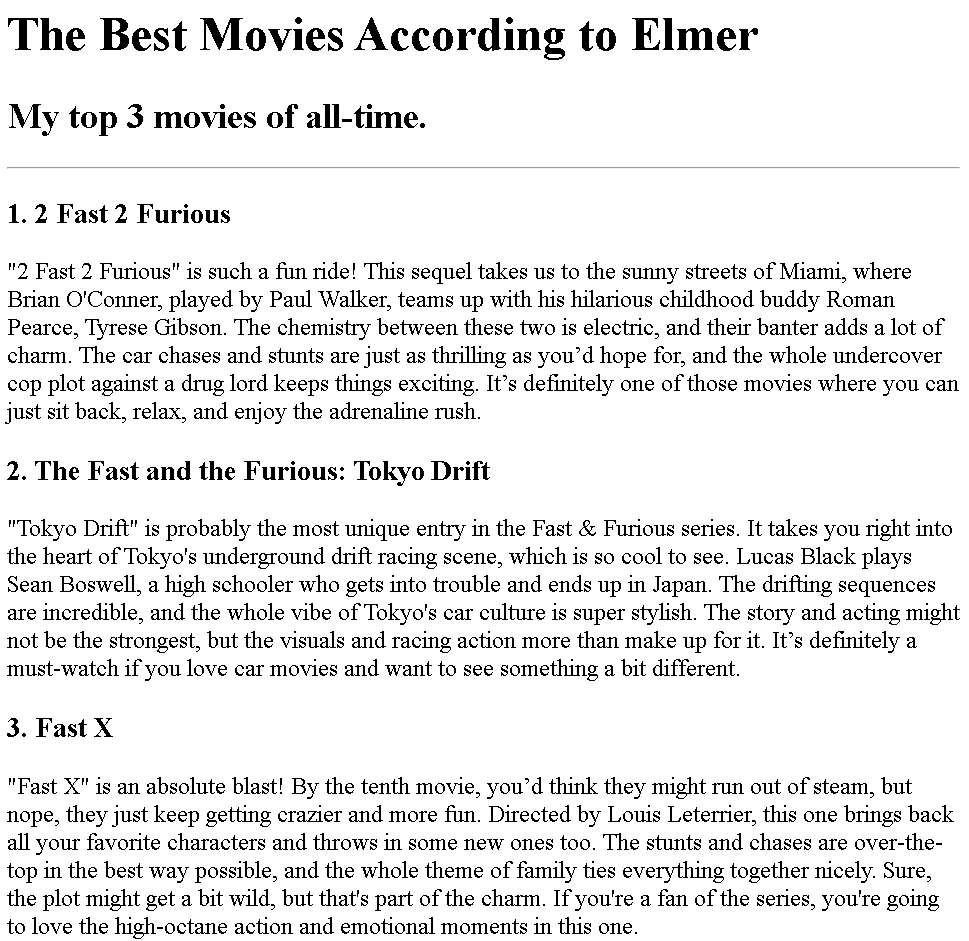 The Best Movies According to Elmer
My top 3 movies of all-time.
1. 2 Fast 2 Furious
"2 Fast 2 Furious" is such a fun ride! This sequel takes us to the sunny streets of Miami, where
Brian O'Conner, played by Paul Walker, teams up with his hilarious childhood buddy Roman
Pearce, Tyrese Gibson. The chemistry between these two is electric, and their banter adds a lot of
charm. The car chases and stunts are just as thrilling as you’d hope for, and the whole undercover
cop plot against a drug lord keeps things exciting. It’s definitely one of those movies where you can
just sit back, relax, and enjoy the adrenaline rush.
2. The Fast and the Furious: Tokyo Drift
"Tokyo Drift" is probably the most unique entry in the Fast & Furious series. It takes you right into
the heart of Tokyo's underground drift racing scene, which is so cool to see. Lucas Black plays
Sean Boswell, a high schooler who gets into trouble and ends up in Japan. The drifting sequences
are incredible, and the whole vibe of Tokyo's car culture is super stylish. The story and acting might
not be the strongest, but the visuals and racing action more than make up for it. It’s definitely a
must-watch if you love car movies and want to see something a bit different.
3. Fast X
"Fast X" is an absolute blast! By the tenth movie, you’d think they might run out of steam, but
nope, they just keep getting crazier and more fun. Directed by Louis Leterrier, this one brings back
all your favorite characters and throws in some new ones too. The stunts and chases are over-the-
top in the best way possible, and the whole theme of family ties everything together nicely. Sure,
the plot might get a bit wild, but that's part of the charm. If you're a fan of the series, you're going
to love the high-octane action and emotional moments in this one.